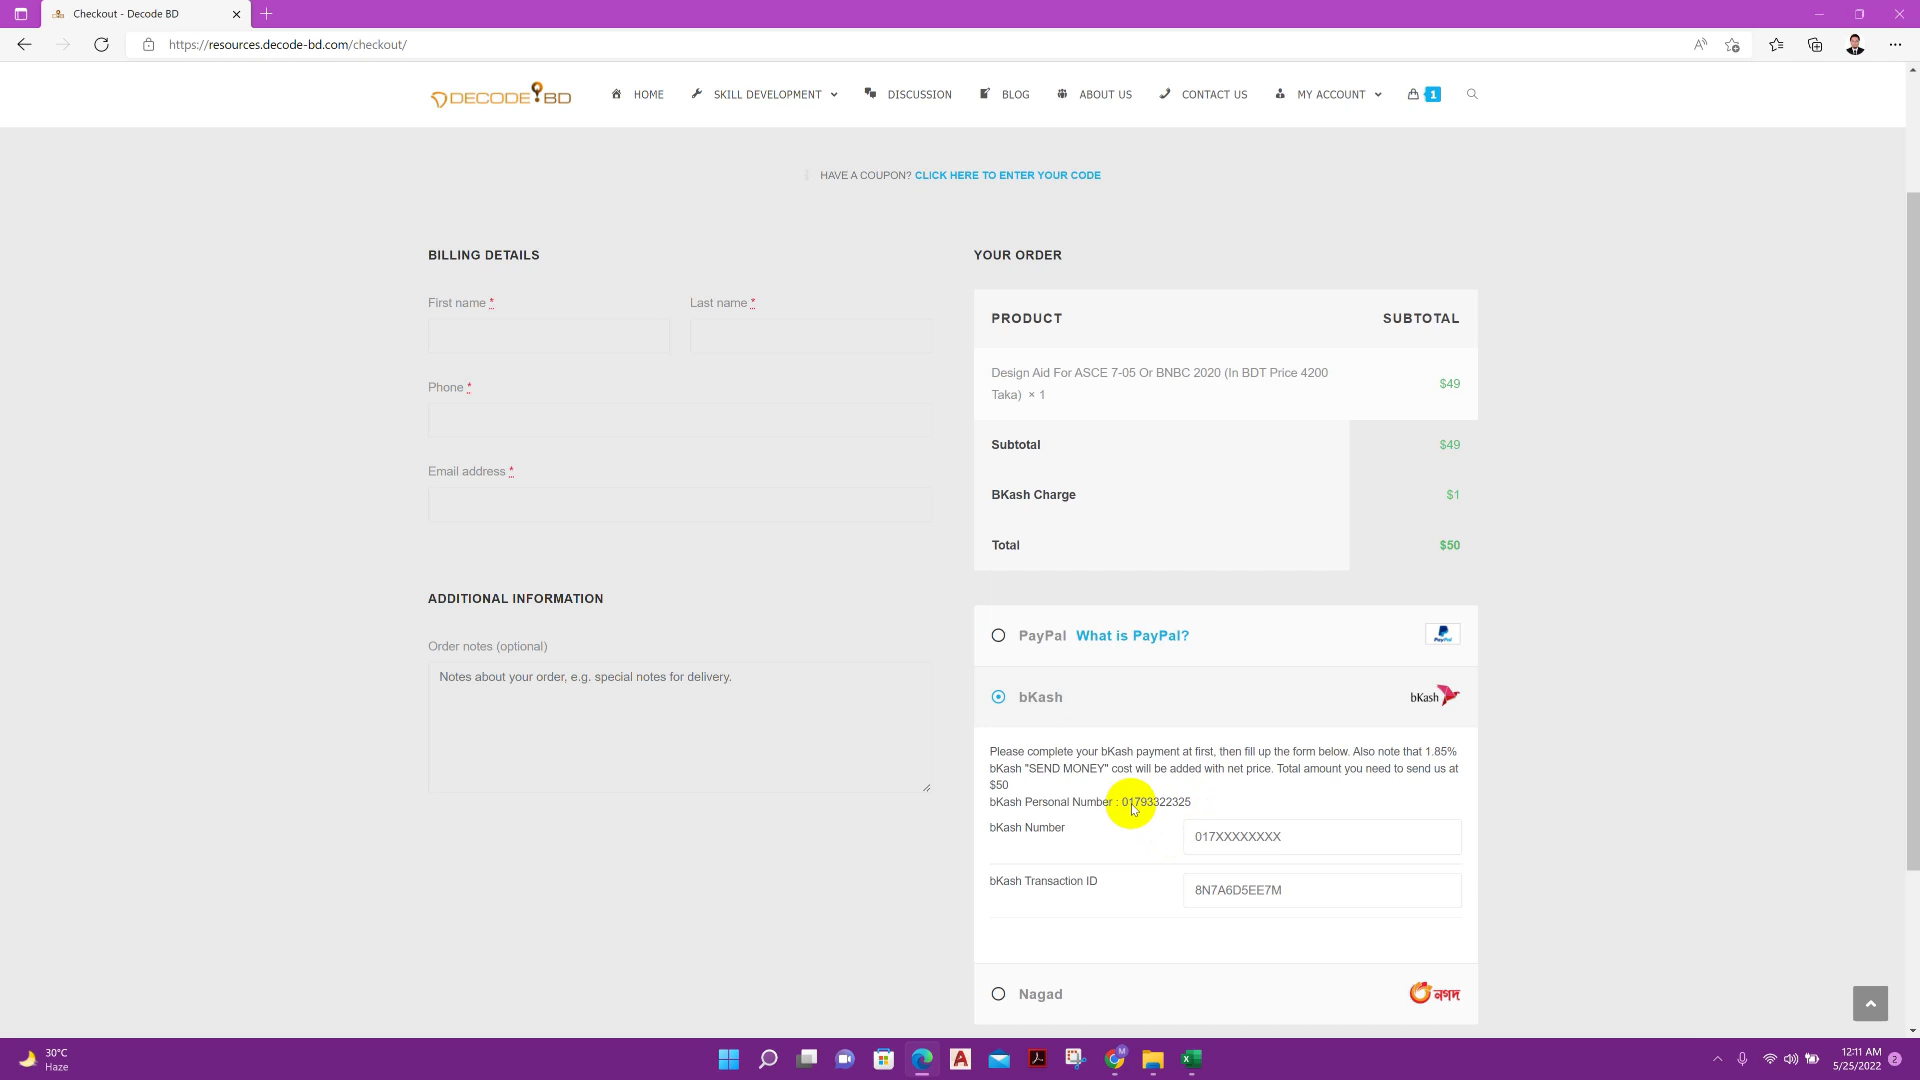 Checkout - Decode BD
https://resources.decode-bd.com/checkout/
DECODE BD
HOME
SKILL DEVELOPMENT
DISCUSSION
BLOG
ABOUT US
CONTACT US
MY ACCOUNT
1
HAVE A COUPON? CLICK HERE TO ENTER YOUR CODE
BILLING DETAILS
First name *
Last name *
Phone *
Email address *
ADDITIONAL INFORMATION
Order notes (optional)
Notes about your order, e.g. special notes for delivery.
YOUR ORDER
PRODUCT SUBTOTAL
Design Aid For ASCE 7-05 Or BNBC 2020 (In BDT Price 4200
Taka) × 1
$49
Subtotal $49
BKash Charge $1
Total $50
PayPal What is PayPal?
PayPal
bKash
bKash
Please complete your bKash payment at first, then fill up the form below. Also note that 1.85%
bKash "SEND MONEY" cost will be added with net price. Total amount you need to send us at
$50
bKash Personal Number : 01793322325
bKash Number
017XXXXXXXX
bKash Transaction ID
8N7A6D5EE7M
Nagad
নগদ
30°C
Haze
12:11 AM
5/25/2022
2